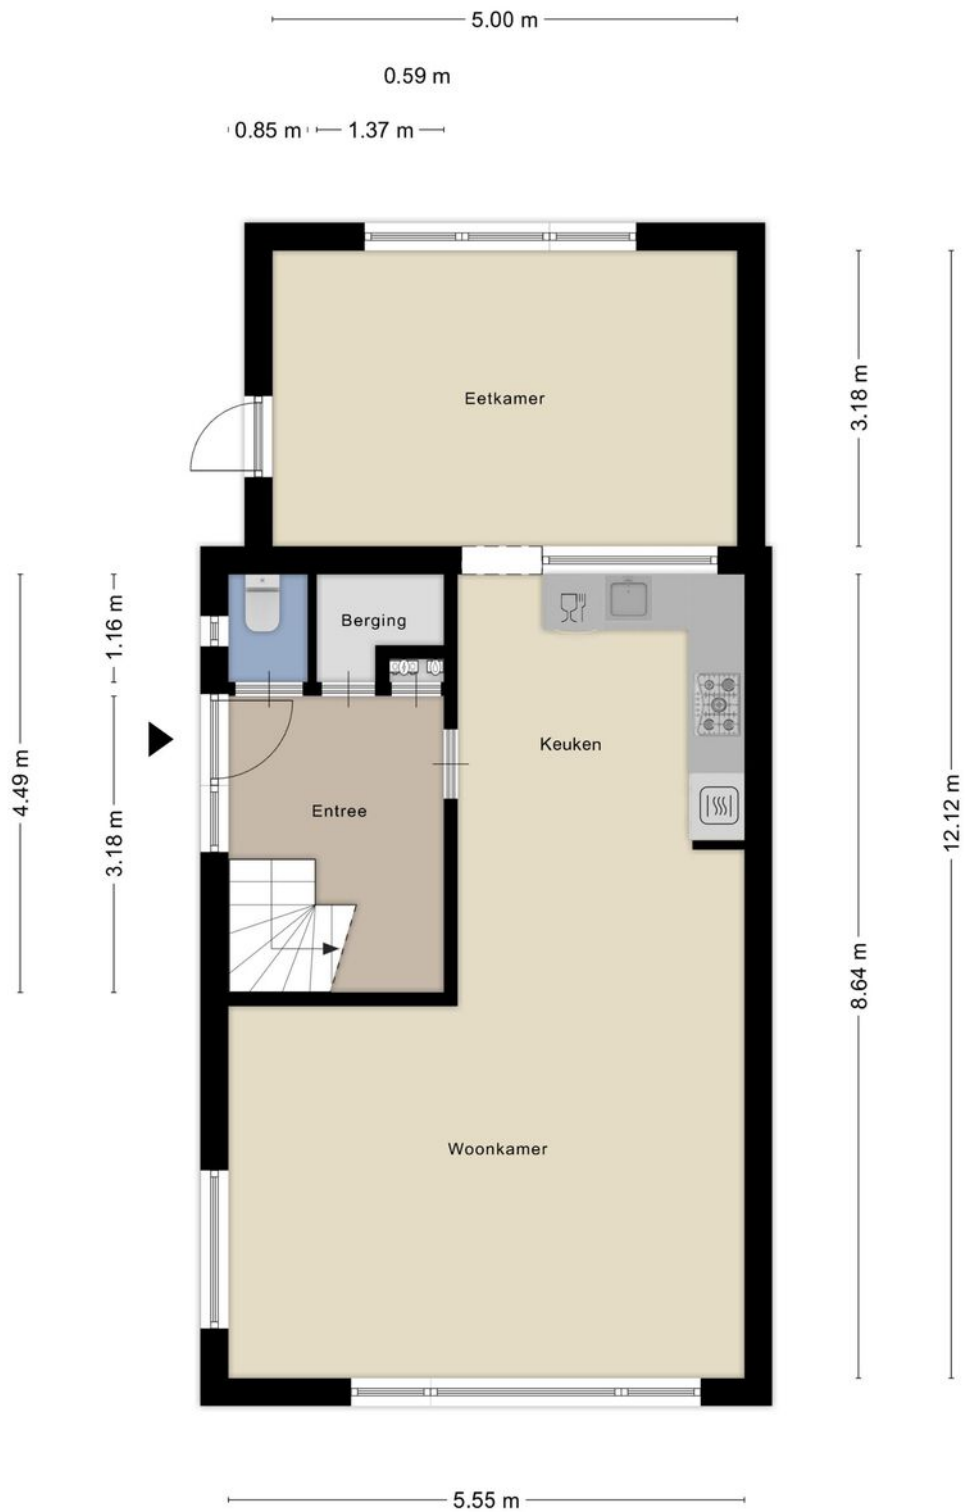 5.00 m
0.59 m
0.85 m
1.37 m
Eetkamer
3.18 m
Berging
1.16 m
Keuken
4.49 m
Entree
3.18 m
12.12 m
8.64 m
Woonkamer
5.55 m